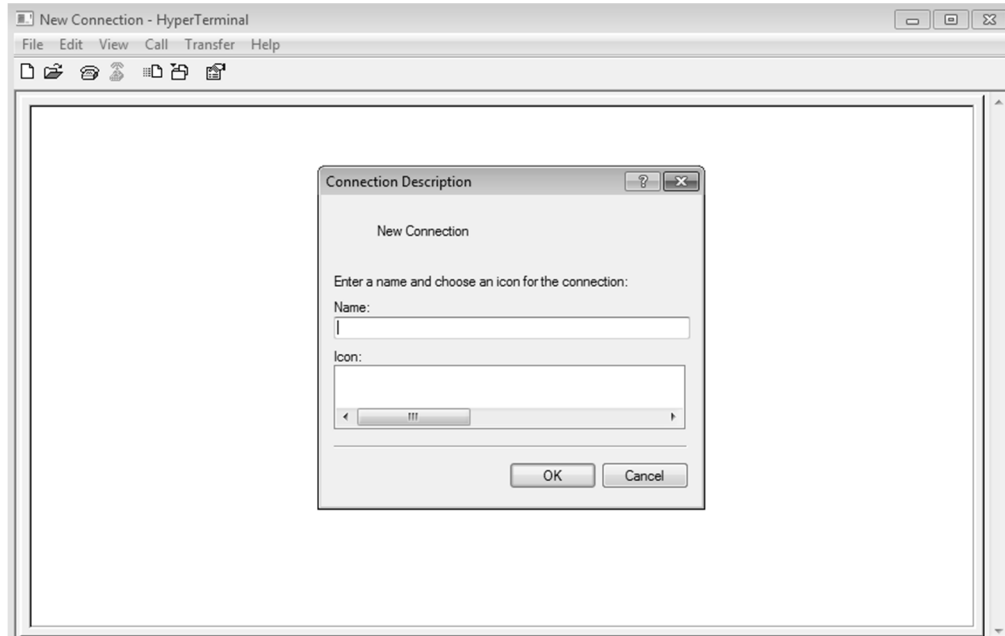 New Connection - HyperTerminal
File Edit View Call Transfer Help
Connection Description
New Connection
Enter a name and choose an icon for the connection:
Name:
Icon:
OK Cancel